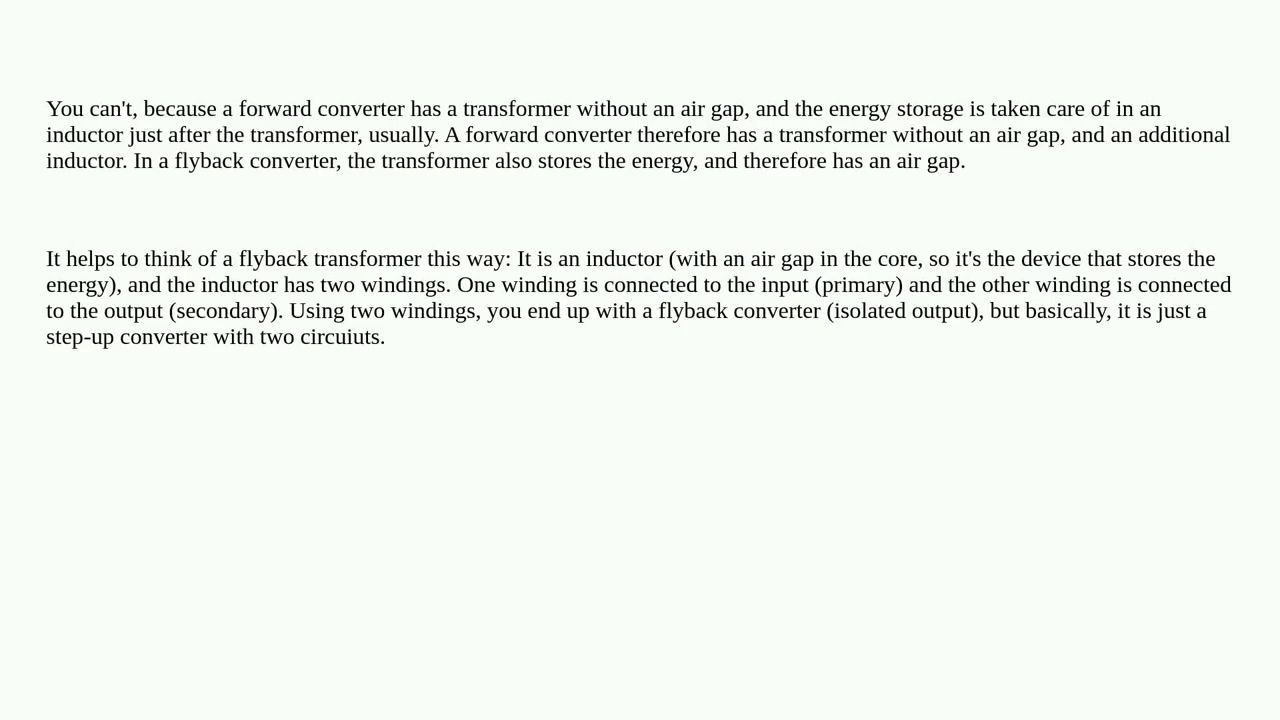 You can't, because a forward converter has a transformer without an air gap, and the energy storage is taken care of in an
inductor just after the transformer, usually. A forward converter therefore has a transformer without an air gap, and an additional
inductor. In a flyback converter, the transformer also stores the energy, and therefore has an air gap.
It helps to think of a flyback transformer this way: It is an inductor (with an air gap in the core, so it's the device that stores the
energy), and the inductor has two windings. One winding is connected to the input (primary) and the other winding is connected
to the output (secondary). Using two windings, you end up with a flyback converter (isolated output), but basically, it is just a
step-up converter with two circuiuts.